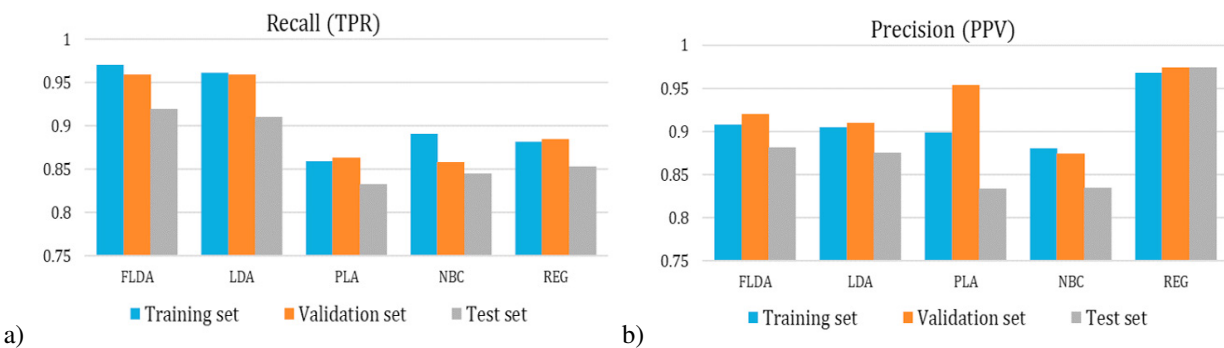 Recall (TPR)
1
0.95
0.9
0.85
0.8
0.75
FLDA LDA PLA NBC REG
Training set Validation set Test set
a)
Precision (PPV)
1
0.95
0.9
0.85
0.8
0.75
FLDA LDA PLA NBC REG
Training set Validation set Test set
b)